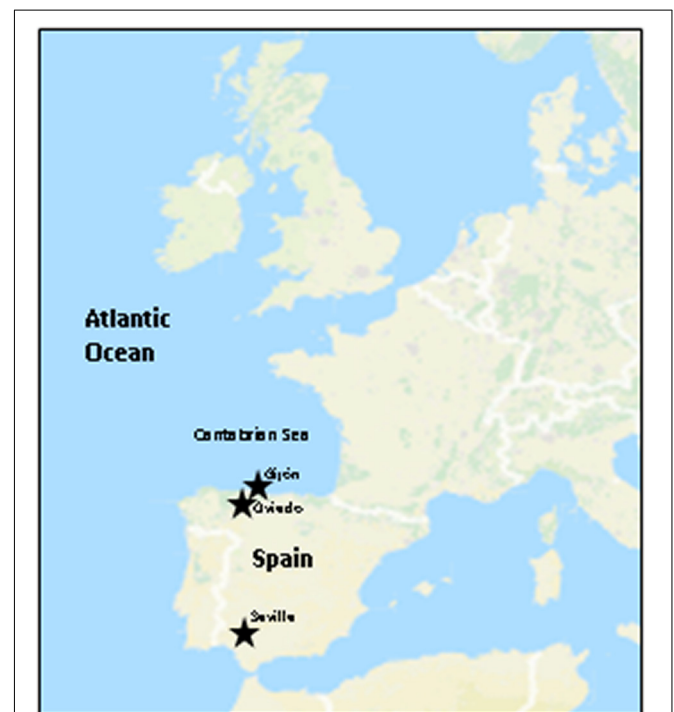 Atlantic
Ocean
Cantabrian Sea
Gijón
Oviedo
Spain
Seville